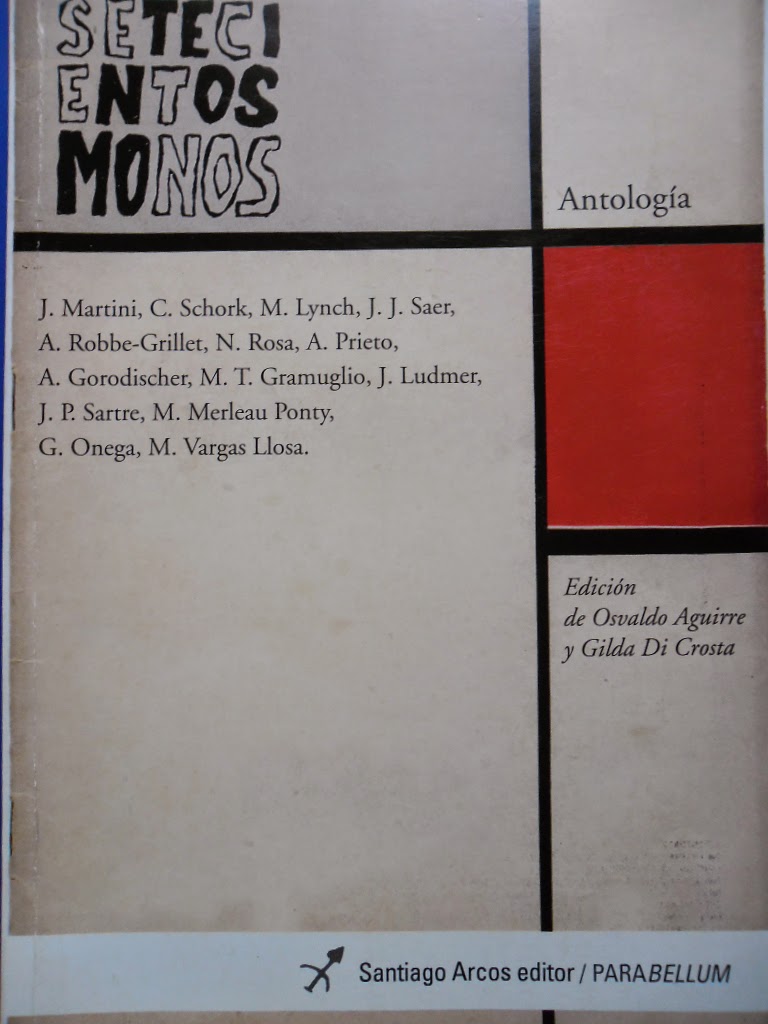 SETECI
ENTOS
MONOS
Antología
J. Martini, C. Schork, M. Lynch, J. J. Saer,
A. Robbe-Grillet, N. Rosa, A. Prieto,
A. Gorodischer, M. T. Gramuglio, J. Ludmer,
J. P. Sartre, M. Merleau Ponty,
G. Onega, M. Vargas Llosa.
Edición
de Osvaldo Aguirre
y Gilda Di Crosta
Santiago Arcos editor / PARABELLUM